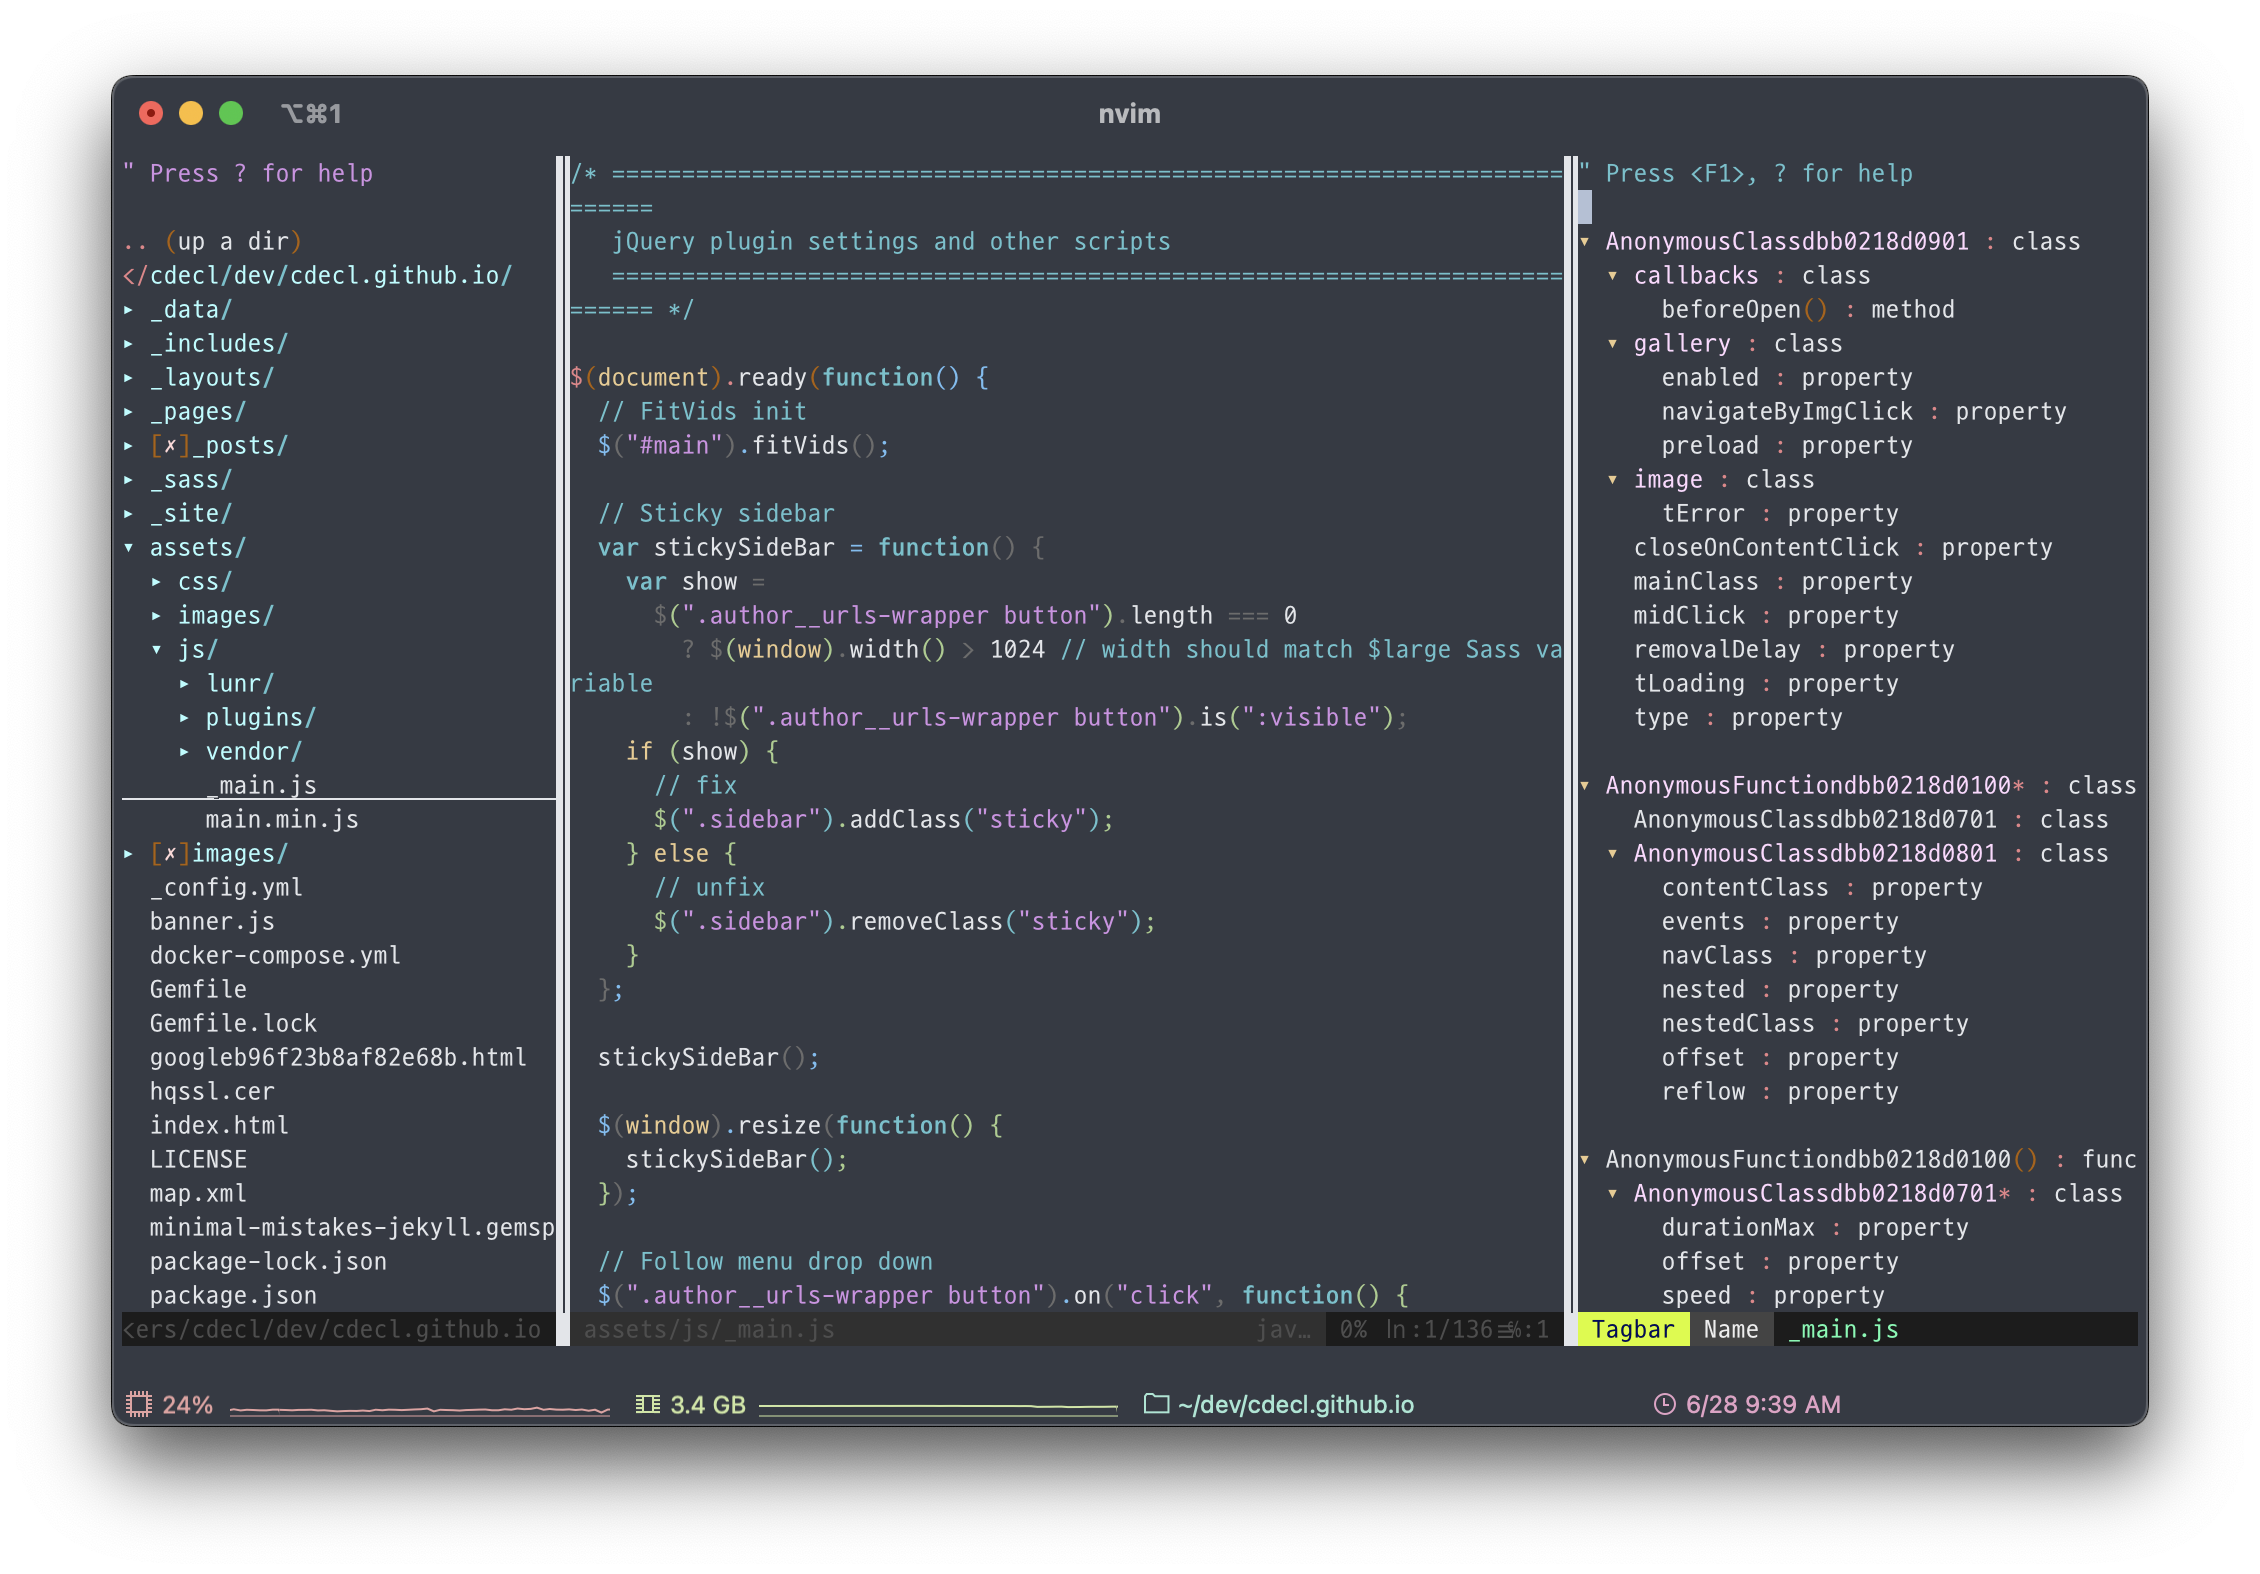 ⌥⌘1
nvim
" Press ? for help

.. (up a dir)
</cdecl/dev/cdecl.github.io/
▸ _data/
▸ _includes/
▸ _layouts/
▸ _pages/
▸ [✗]_posts/
▸ _sass/
▸ _site/
▾ assets/
  ▸ css/
  ▸ images/
  ▾ js/
    ▸ lunr/
    ▸ plugins/
    ▸ vendor/
      _main.js
      main.min.js
▸ [✗]images/
  _config.yml
  banner.js
  docker-compose.yml
  Gemfile
  Gemfile.lock
  googleb96f23b8af82e68b.html
  hqssl.cer
  index.html
  LICENSE
  map.xml
  minimal-mistakes-jekyll.gemsp
  package-lock.json
  package.json
<ers/cdecl/dev/cdecl.github.io
/* ====================================================================
======
   jQuery plugin settings and other scripts
   ====================================================================
====== */

$(document).ready(function() {
  // FitVids init
  $("#main").fitVids();

  // Sticky sidebar
  var stickySideBar = function() {
    var show =
      $(".author__urls-wrapper button").length === 0
        ? $(window).width() > 1024 // width should match $large Sass va
riable
        : !$(".author__urls-wrapper button").is(":visible");
    if (show) {
      // fix
      $(".sidebar").addClass("sticky");
    } else {
      // unfix
      $(".sidebar").removeClass("sticky");
    }
  };

  stickySideBar();

  $(window).resize(function() {
    stickySideBar();
  });

  // Follow menu drop down
  $(".author__urls-wrapper button").on("click", function() {
assets/js/_main.js jav… 0% ln:1/136≡%:1
" Press <F1>, ? for help

▾ AnonymousClassdbb0218d0901 : class
  ▾ callbacks : class
      beforeOpen() : method
  ▾ gallery : class
      enabled : property
      navigateByImgClick : property
      preload : property
  ▾ image : class
      tError : property
    closeOnContentClick : property
    mainClass : property
    midClick : property
    removalDelay : property
    tLoading : property
    type : property

▾ AnonymousFunctiondbb0218d0100* : class
    AnonymousClassdbb0218d0701 : class
  ▾ AnonymousClassdbb0218d0801 : class
      contentClass : property
      events : property
      navClass : property
      nested : property
      nestedClass : property
      offset : property
      reflow : property

▾ AnonymousFunctiondbb0218d0100() : func
  ▾ AnonymousClassdbb0218d0701* : class
      durationMax : property
      offset : property
      speed : property
Tagbar Name _main.js
24% 3.4 GB ~/dev/cdecl.github.io 6/28 9:39 AM